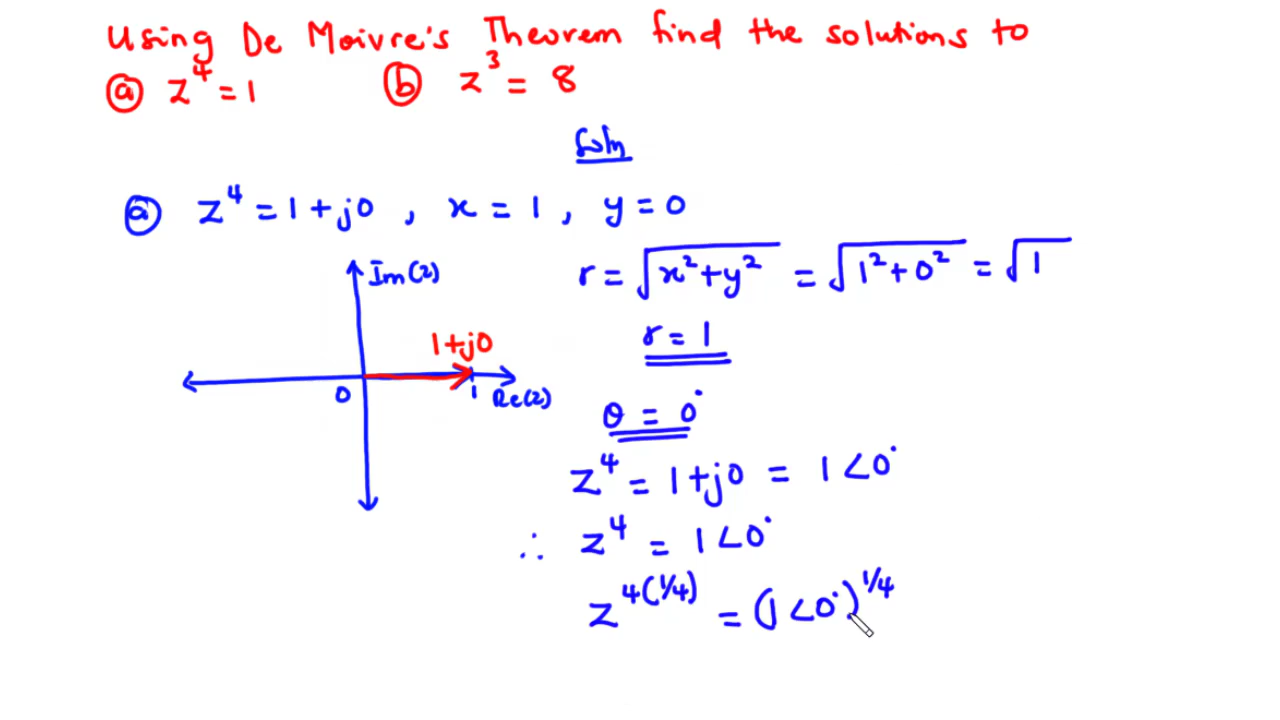 Using De Moivre's Theorem find the solutions to
ⓐ z⁴ = 1 ⓑ z³ = 8
Soln
ⓐ z⁴ = 1 + j0 , x = 1 , y = 0
Im(z)
r = √(x² + y²) = √(1² + 0²) = √1
r = 1
1+j0
0 1 Re(z)
θ = 0°
z⁴ = 1 + j0 = 1 ∠0°
∴ z⁴ = 1 ∠0°
z^4(1/4) = (1 ∠0°)^1/4